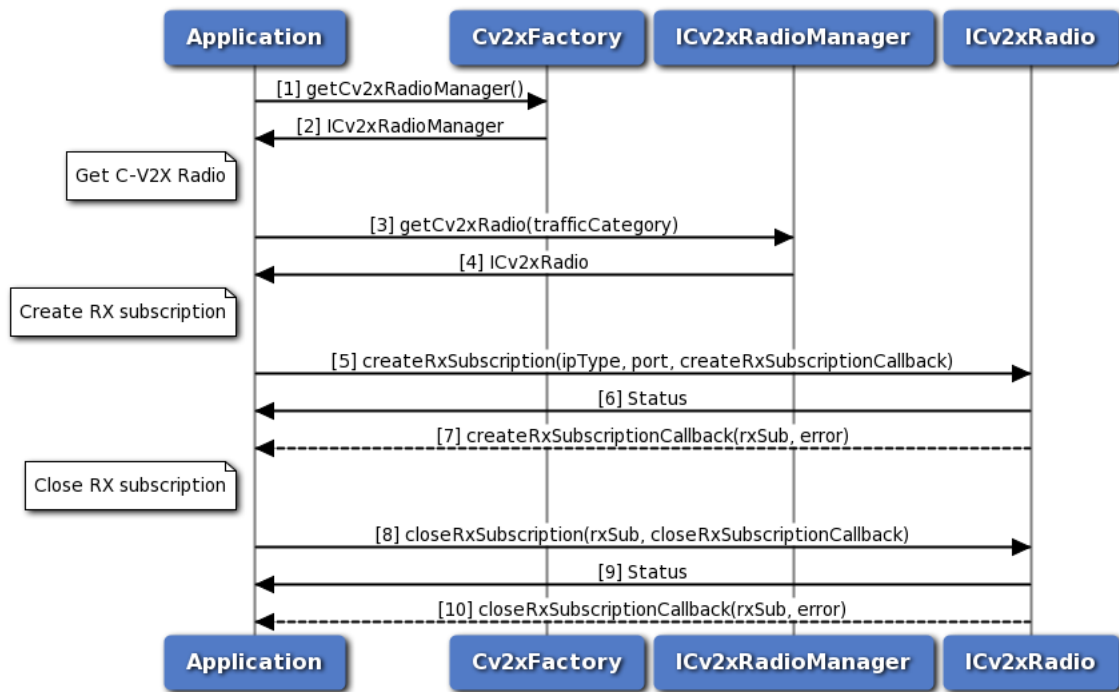 Application Cv2xFactory ICv2xRadioManager ICv2xRadio
[1] getCv2xRadioManager()
[2] ICv2xRadioManager
Get C-V2X Radio
[3] getCv2xRadio(trafficCategory)
[4] ICv2xRadio
Create RX subscription
[5] createRxSubscription(ipType, port, createRxSubscriptionCallback)
[6] Status
[7] createRxSubscriptionCallback(rxSub, error)
Close RX subscription
[8] closeRxSubscription(rxSub, closeRxSubscriptionCallback)
[9] Status
[10] closeRxSubscriptionCallback(rxSub, error)
Application Cv2xFactory ICv2xRadioManager ICv2xRadio